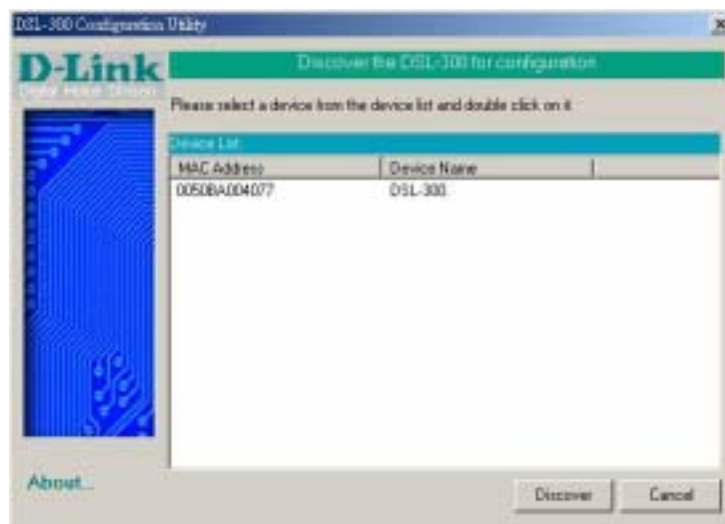 DSL-300 Configuration Utility
D-Link
Discover the DSL-300 for configuration
Please select a device from the device list and double click on it
Device List:
MAC Address Device Name
0050BA004077 DSL-300
About...
Discover Cancel